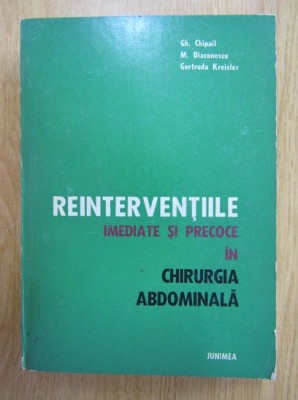 Gh. Chipail
M. Diaconescu
Gertruda Kreisler
REINTERVENȚIILE
IMEDIATE ȘI PRECOCE
ÎN
CHIRURGIA
ABDOMINALĂ
JUNIMEA